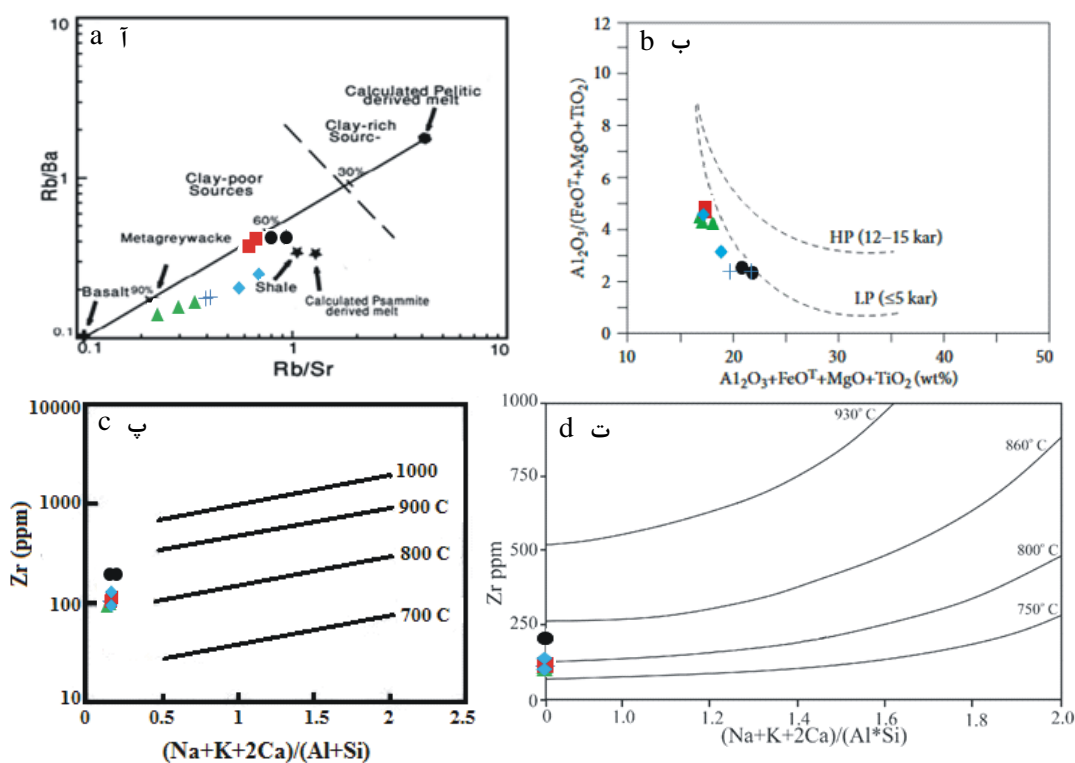 a آ
10
1
0.1
Rb/Ba
Calculated Pelitic
derived melt
Clay-rich
Sourc-
30%
Clay-poor
Sources
60%
Metagreywacke
Basalt
90%
Shale
Calculated Psammite
derived melt
0.1
1
10
Rb/Sr
b ب
12
10
8
6
4
2
0
Al₂O₃/(FeOᵀ+MgO+TiO₂)
HP (12–15 kar)
LP (≤5 kar)
10 20 30 40 50
Al₂O₃+FeOᵀ+MgO+TiO₂ (wt%)
c پ
10000
1000
100
10
Zr (ppm)
1000
900 C
800 C
700 C
0 0.5 1 1.5 2 2.5
(Na+K+2Ca)/(Al+Si)
d ت
1000
750
500
250
0
Zr ppm
930° C
860° C
800° C
750° C
0 1.0 1.2 1.4 1.6 1.8 2.0
(Na+K+2Ca)/(Al*Si)